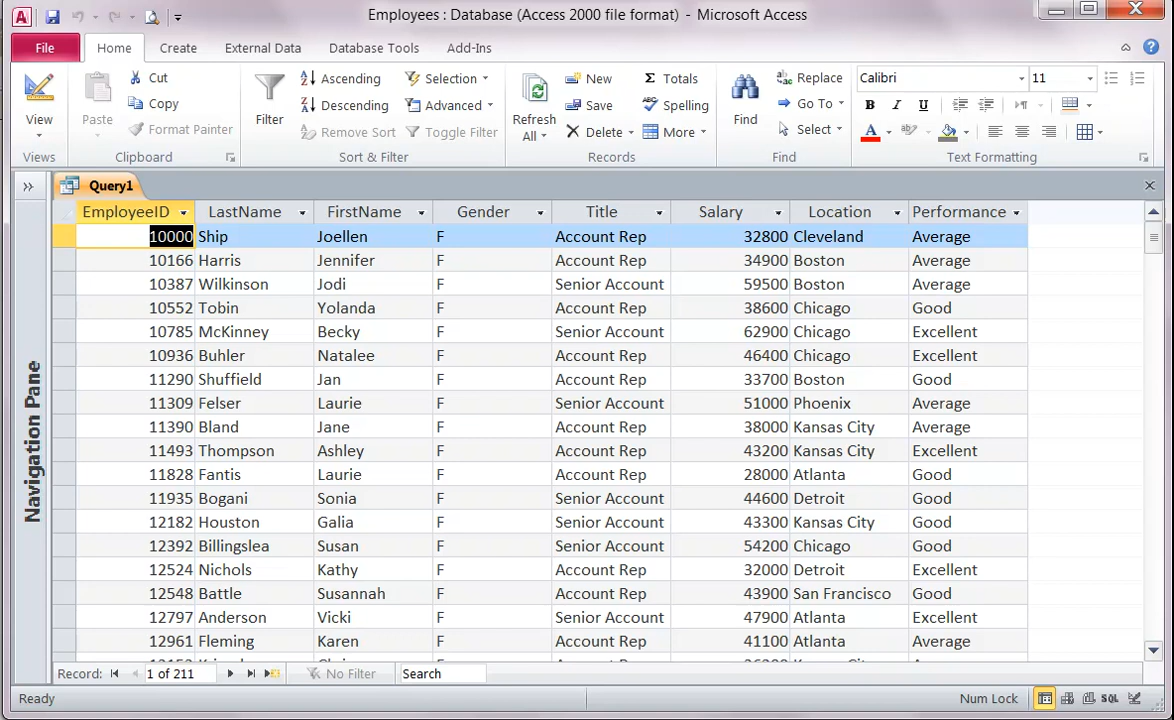 Employees : Database (Access 2000 file format) - Microsoft Access
File Home Create External Data Database Tools Add-Ins
View Paste Cut Copy Format Painter Filter Ascending Descending Remove Sort Selection Advanced Toggle Filter Refresh All New Save Delete Totals Spelling More Find Replace Go To Select Calibri 11
B I U A
Views Clipboard Sort & Filter Records Find Text Formatting
Query1
EmployeeID LastName FirstName Gender Title Salary Location Performance
10000 Ship Joellen F Account Rep 32800 Cleveland Average
10166 Harris Jennifer F Account Rep 34900 Boston Average
10387 Wilkinson Jodi F Senior Account 59500 Boston Average
10552 Tobin Yolanda F Account Rep 38600 Chicago Good
10785 McKinney Becky F Senior Account 62900 Chicago Excellent
10936 Buhler Natalee F Account Rep 46400 Chicago Excellent
11290 Shuffield Jan F Account Rep 33700 Boston Good
11309 Felser Laurie F Senior Account 51000 Phoenix Average
11390 Bland Jane F Account Rep 38000 Kansas City Average
11493 Thompson Ashley F Account Rep 43200 Kansas City Excellent
11828 Fantis Laurie F Account Rep 28000 Atlanta Good
11935 Bogani Sonia F Senior Account 44600 Detroit Good
12182 Houston Galia F Senior Account 43300 Kansas City Good
12392 Billingslea Susan F Senior Account 54200 Chicago Good
12524 Nichols Kathy F Account Rep 32000 Detroit Excellent
12548 Battle Susannah F Account Rep 43900 San Francisco Good
12797 Anderson Vicki F Senior Account 47900 Atlanta Excellent
12961 Fleming Karen F Account Rep 41100 Atlanta Average
Navigation Pane
Record: 1 of 211 No Filter Search
Ready Num Lock SQL